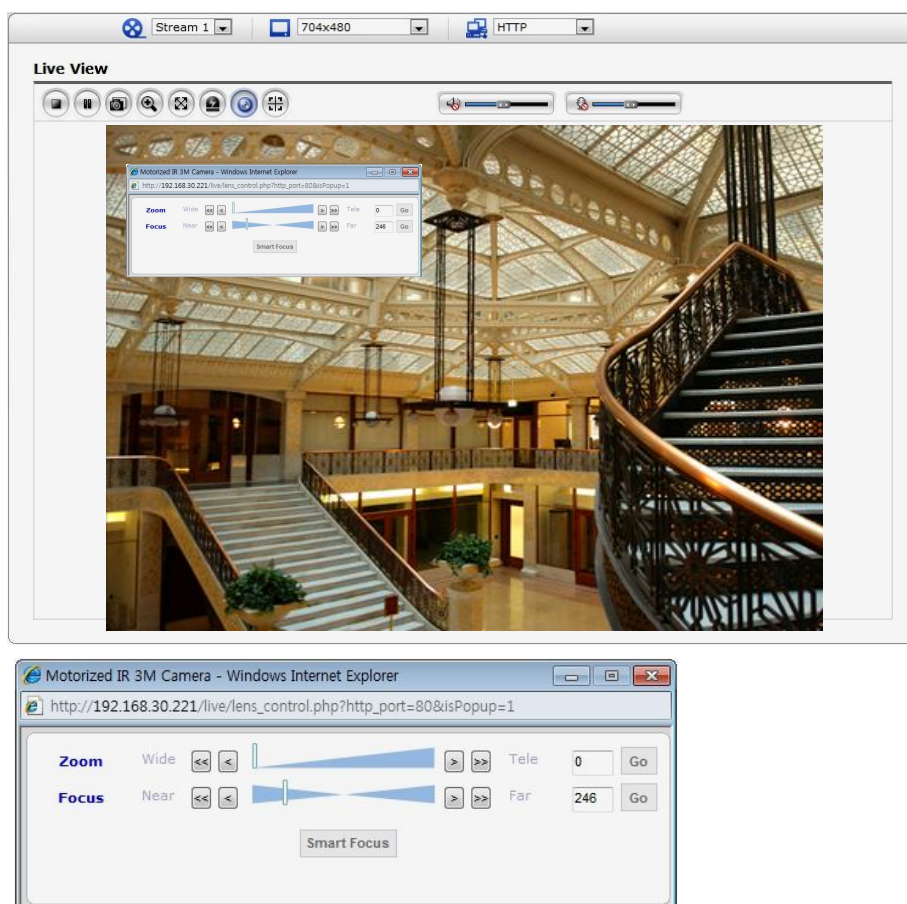 Stream 1 704x480 HTTP
Live View
Motorized IR 3M Camera - Windows Internet Explorer
http://192.168.30.221/live/lens_control.php?http_port=80&isPopup=1
Zoom Wide << < > >> Tele 0 Go
Focus Near << < > >> Far 246 Go
Smart Focus
Motorized IR 3M Camera - Windows Internet Explorer
http://192.168.30.221/live/lens_control.php?http_port=80&isPopup=1
Zoom Wide << < > >> Tele 0 Go
Focus Near << < > >> Far 246 Go
Smart Focus